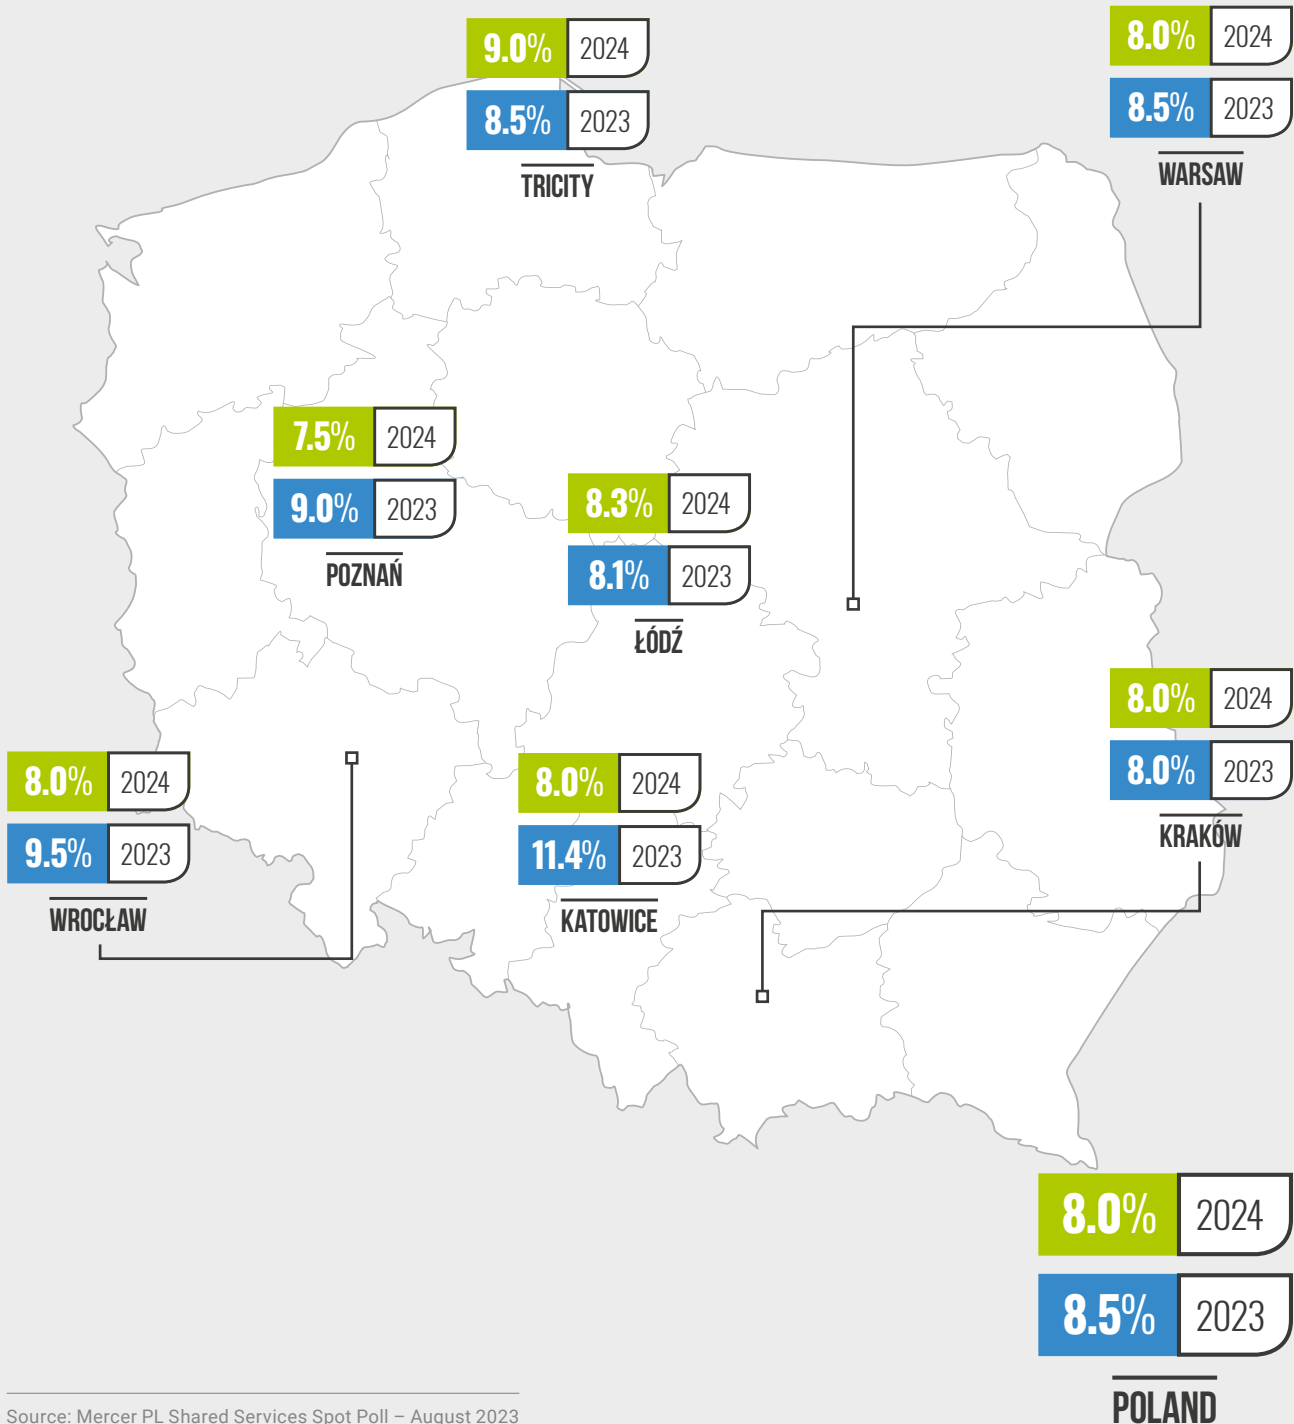 9.0% 2024
8.5% 2023
TRICITY
8.0% 2024
8.5% 2023
WARSAW
7.5% 2024
9.0% 2023
POZNAŃ
8.3% 2024
8.1% 2023
ŁÓDŹ
8.0% 2024
8.0% 2023
KRAKÓW
8.0% 2024
9.5% 2023
WROCŁAW
8.0% 2024
11.4% 2023
KATOWICE
8.0% 2024
8.5% 2023
POLAND
Source: Mercer PL Shared Services Spot Poll – August 2023